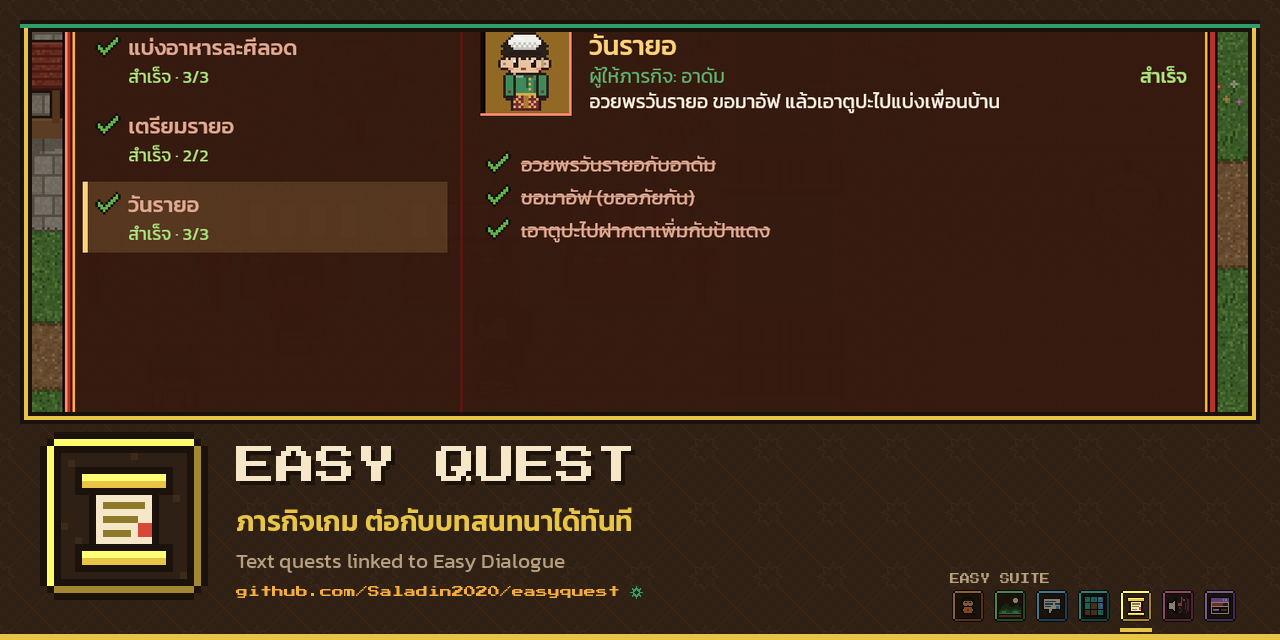 แบ่งอาหารละศีลอด
สำเร็จ · 3/3
เตรียมรายอ
สำเร็จ · 2/2
วันรายอ
สำเร็จ · 3/3
วันรายอ
ผู้ให้ภารกิจ: อาดัม
สำเร็จ
อวยพรวันรายอ ขอมาอัฟ แล้วเอาตูปะไปแบ่งเพื่อนบ้าน
อวยพรวันรายอกับอาดัม
ขอมาอัฟ (ขออภัยกัน)
เอาตูปะไปฝากตาเพิ่มกับป้าแดง
EASY QUEST
ภารกิจเกม ต่อกับบทสนทนาได้ทันที
Text quests linked to Easy Dialogue
github.com/Saladin2020/easyquest
EASY SUITE